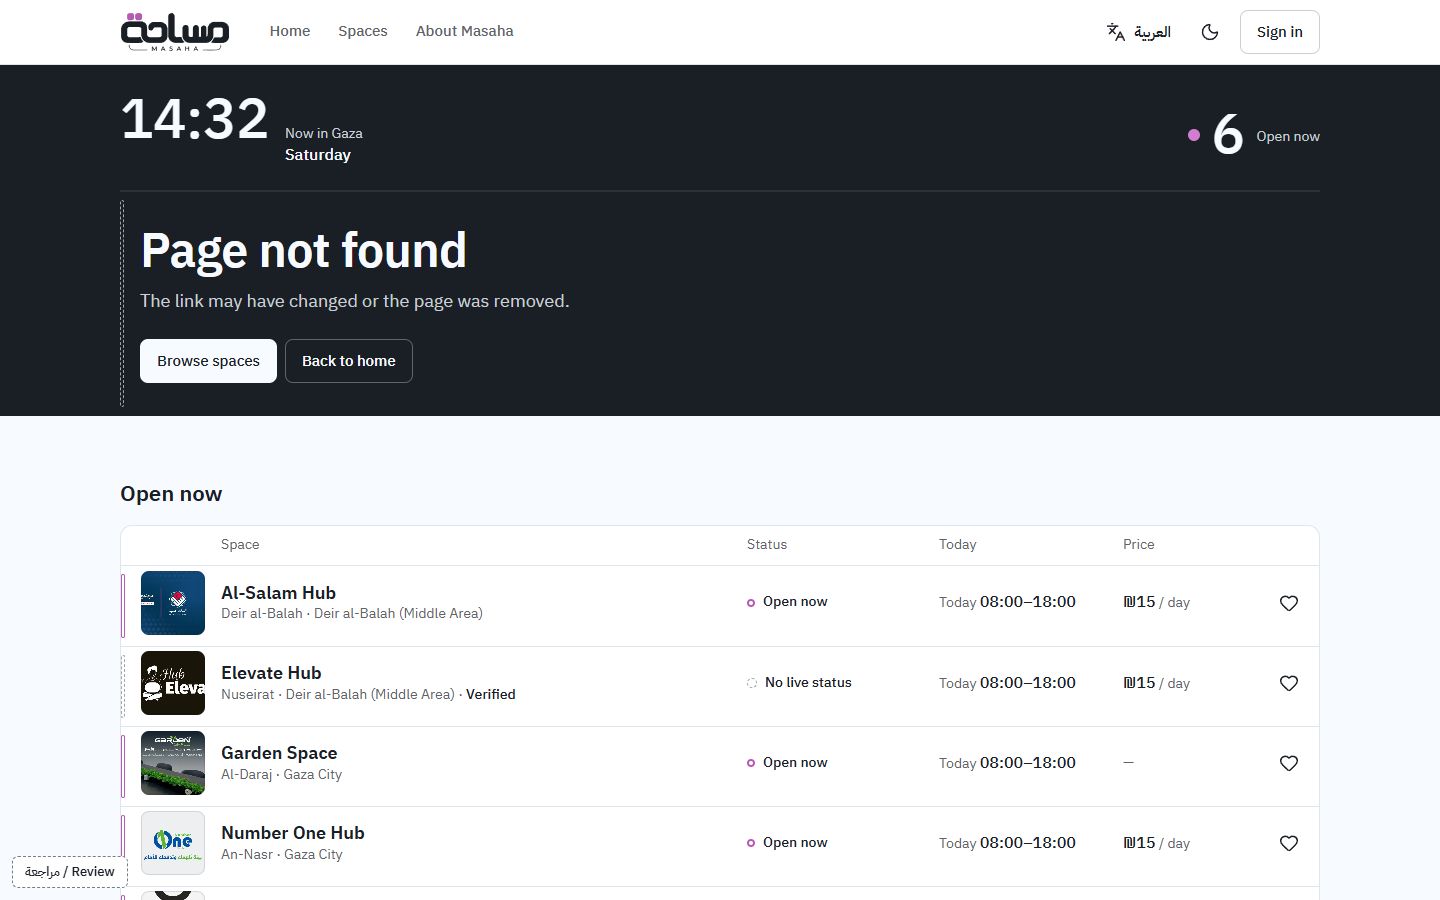 مساحة
MASAHA
Home
Spaces
About Masaha
العربية
Sign in
14:32
Now in Gaza
Saturday
6
Open now
Page not found
The link may have changed or the page was removed.
Browse spaces
Back to home
Open now
Space
Status
Today
Price
Al-Salam Hub
Deir al-Balah · Deir al-Balah (Middle Area)
Open now
Today 08:00–18:00
₪15 / day
Hub
Eleva
Elevate Hub
Nuseirat · Deir al-Balah (Middle Area) · Verified
No live status
Today 08:00–18:00
₪15 / day
GARDEN
Garden Space
Al-Daraj · Gaza City
Open now
Today 08:00–18:00
—
One
Number One Hub
An-Nasr · Gaza City
Open now
Today 08:00–18:00
₪15 / day
مراجعة / Review